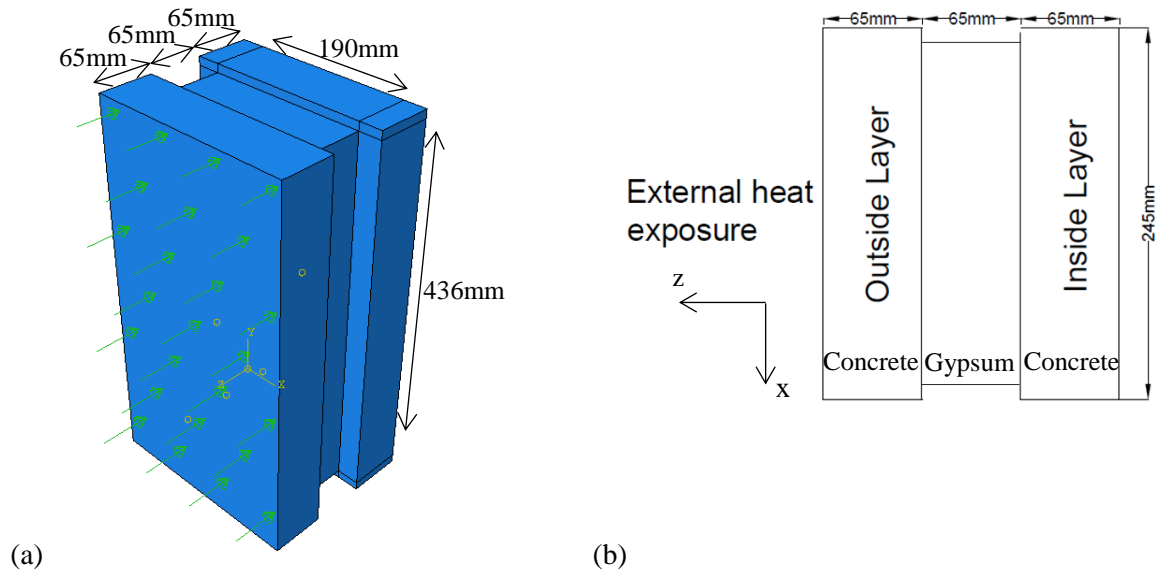 65mm
65mm
65mm
190mm
436mm
Y
Z
X
(a)
65mm
65mm
65mm
External heat
exposure
z
x
Outside Layer
Inside Layer
Concrete
Gypsum
Concrete
245mm
(b)